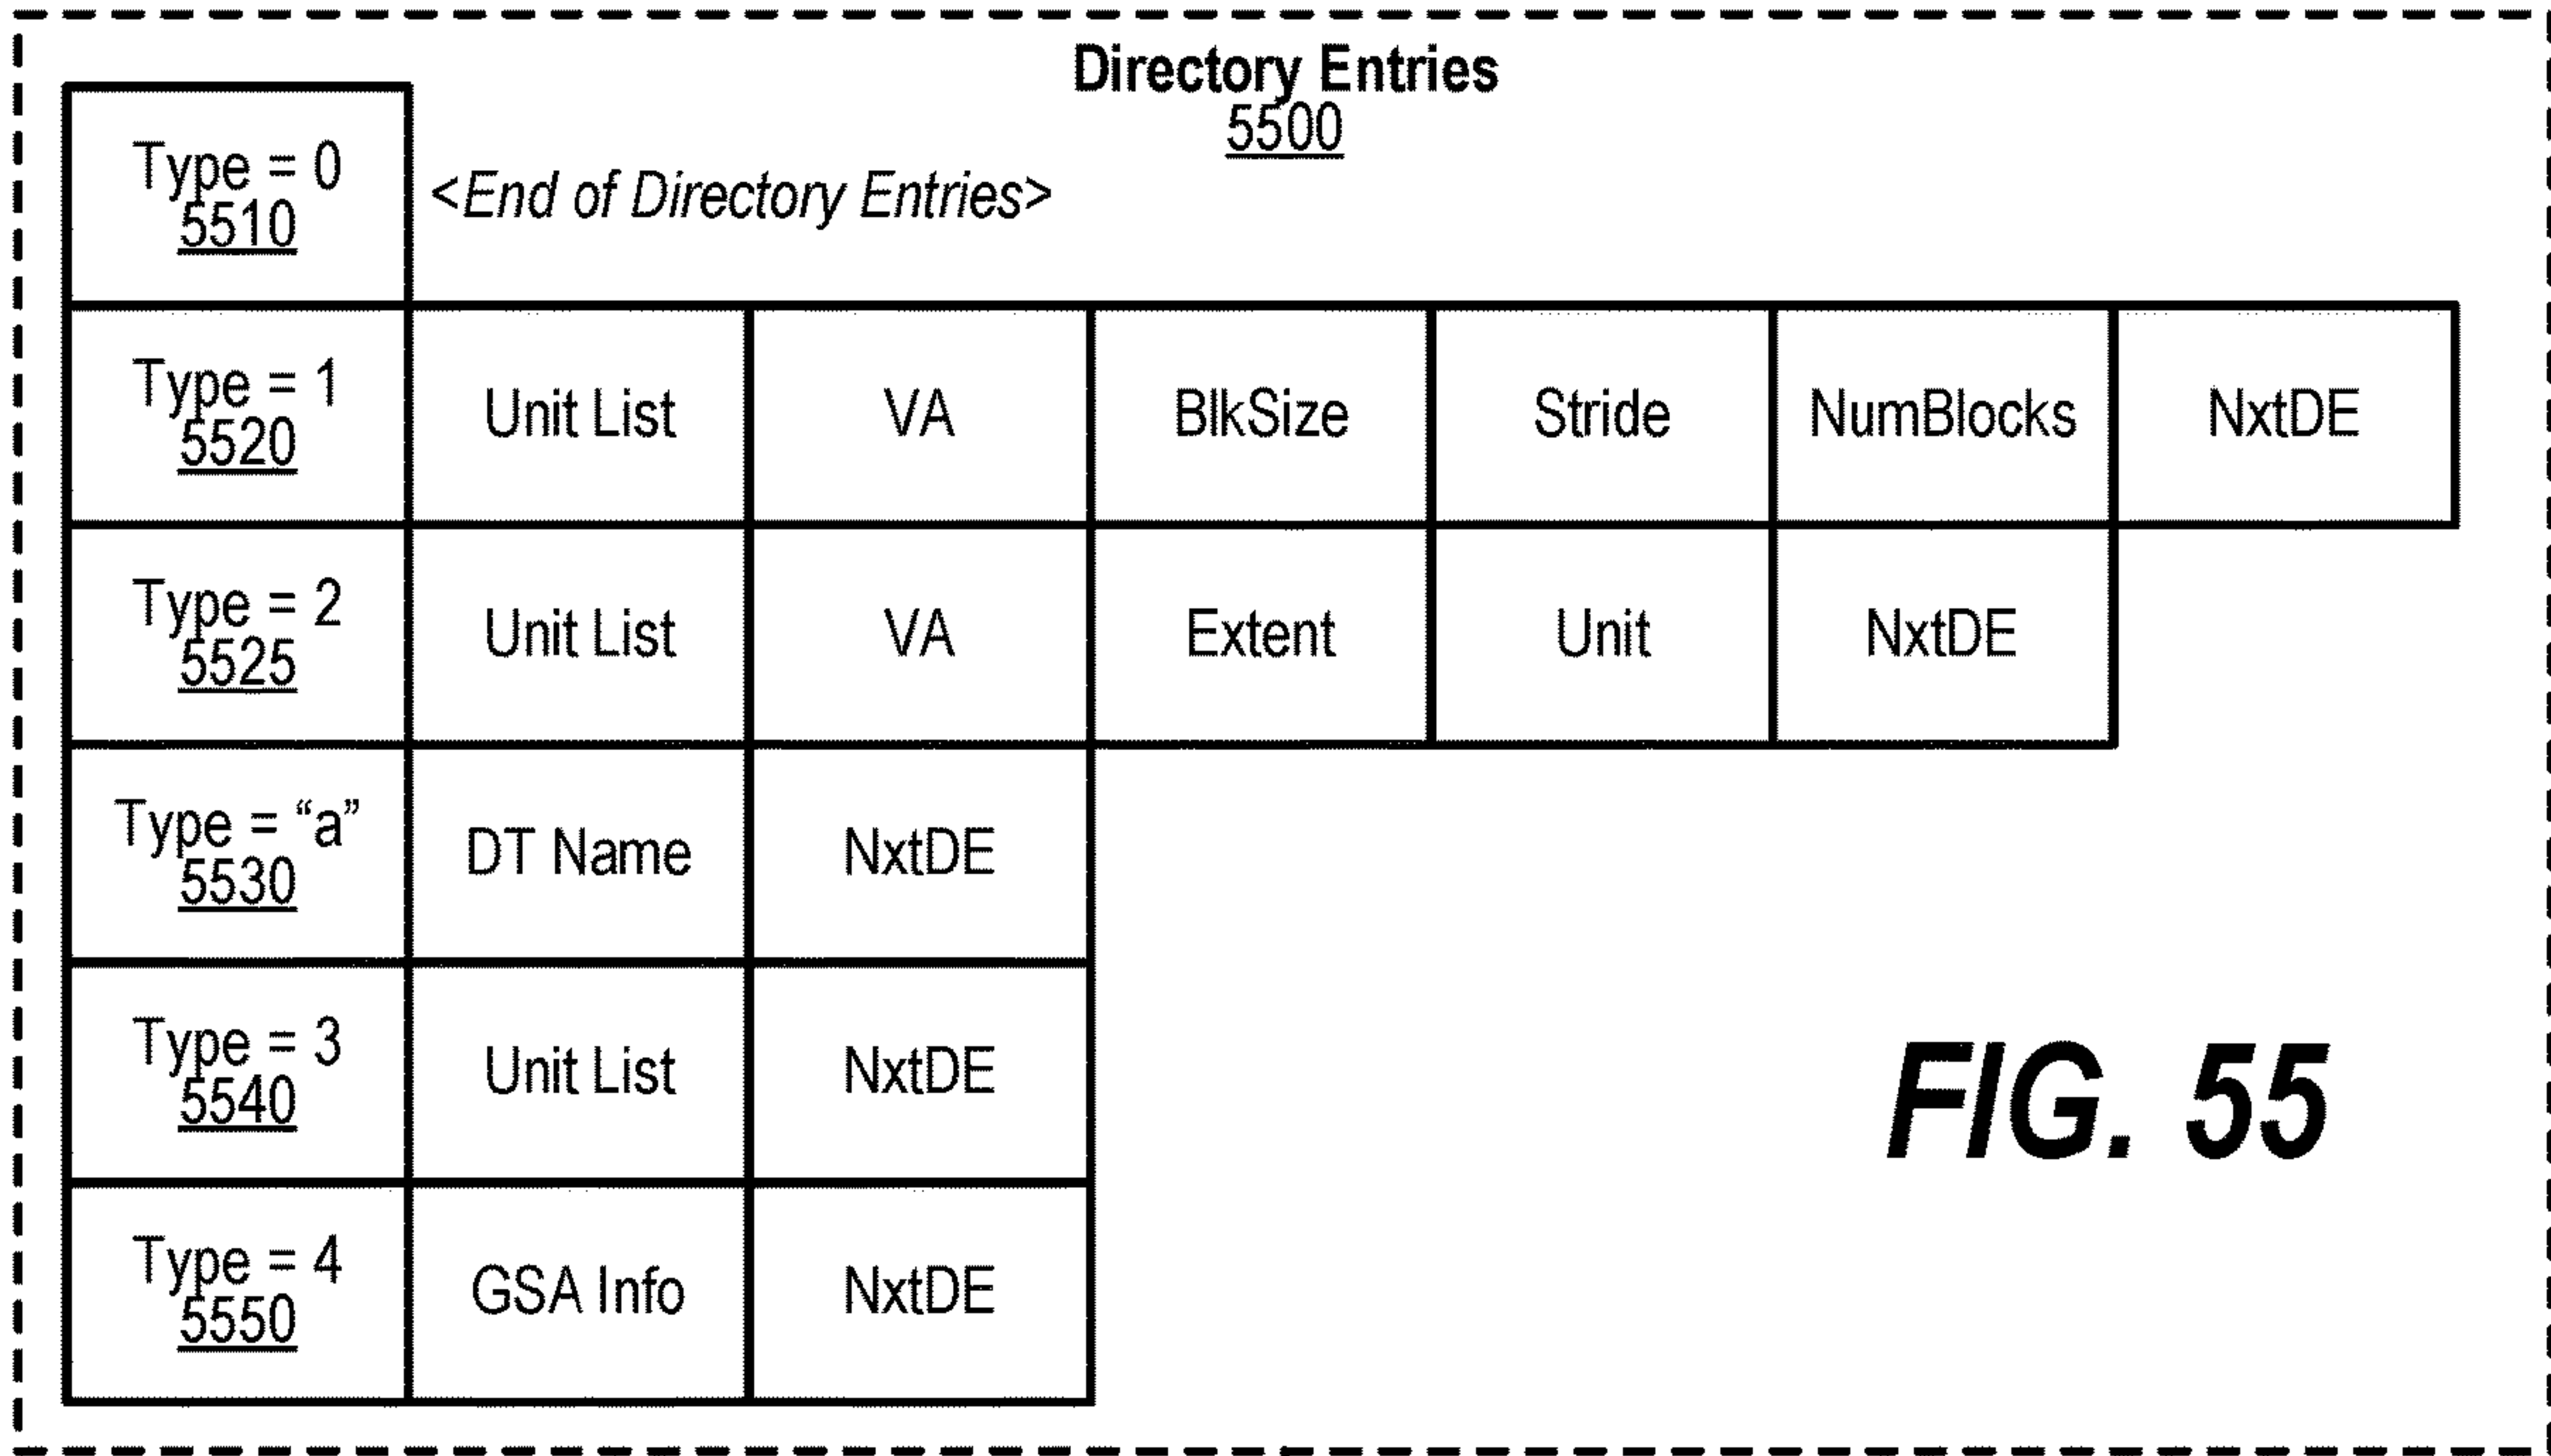 Directory Entries
5500
Type = 0
5510
<End of Directory Entries>
Type = 1
5520
Unit List
VA
BlkSize
Stride
NumBlocks
NxtDE
Type = 2
5525
Unit List
VA
Extent
Unit
NxtDE
Type = “a”
5530
DT Name
NxtDE
Type = 3
5540
Unit List
NxtDE
Type = 4
5550
GSA Info
NxtDE
FIG. 55